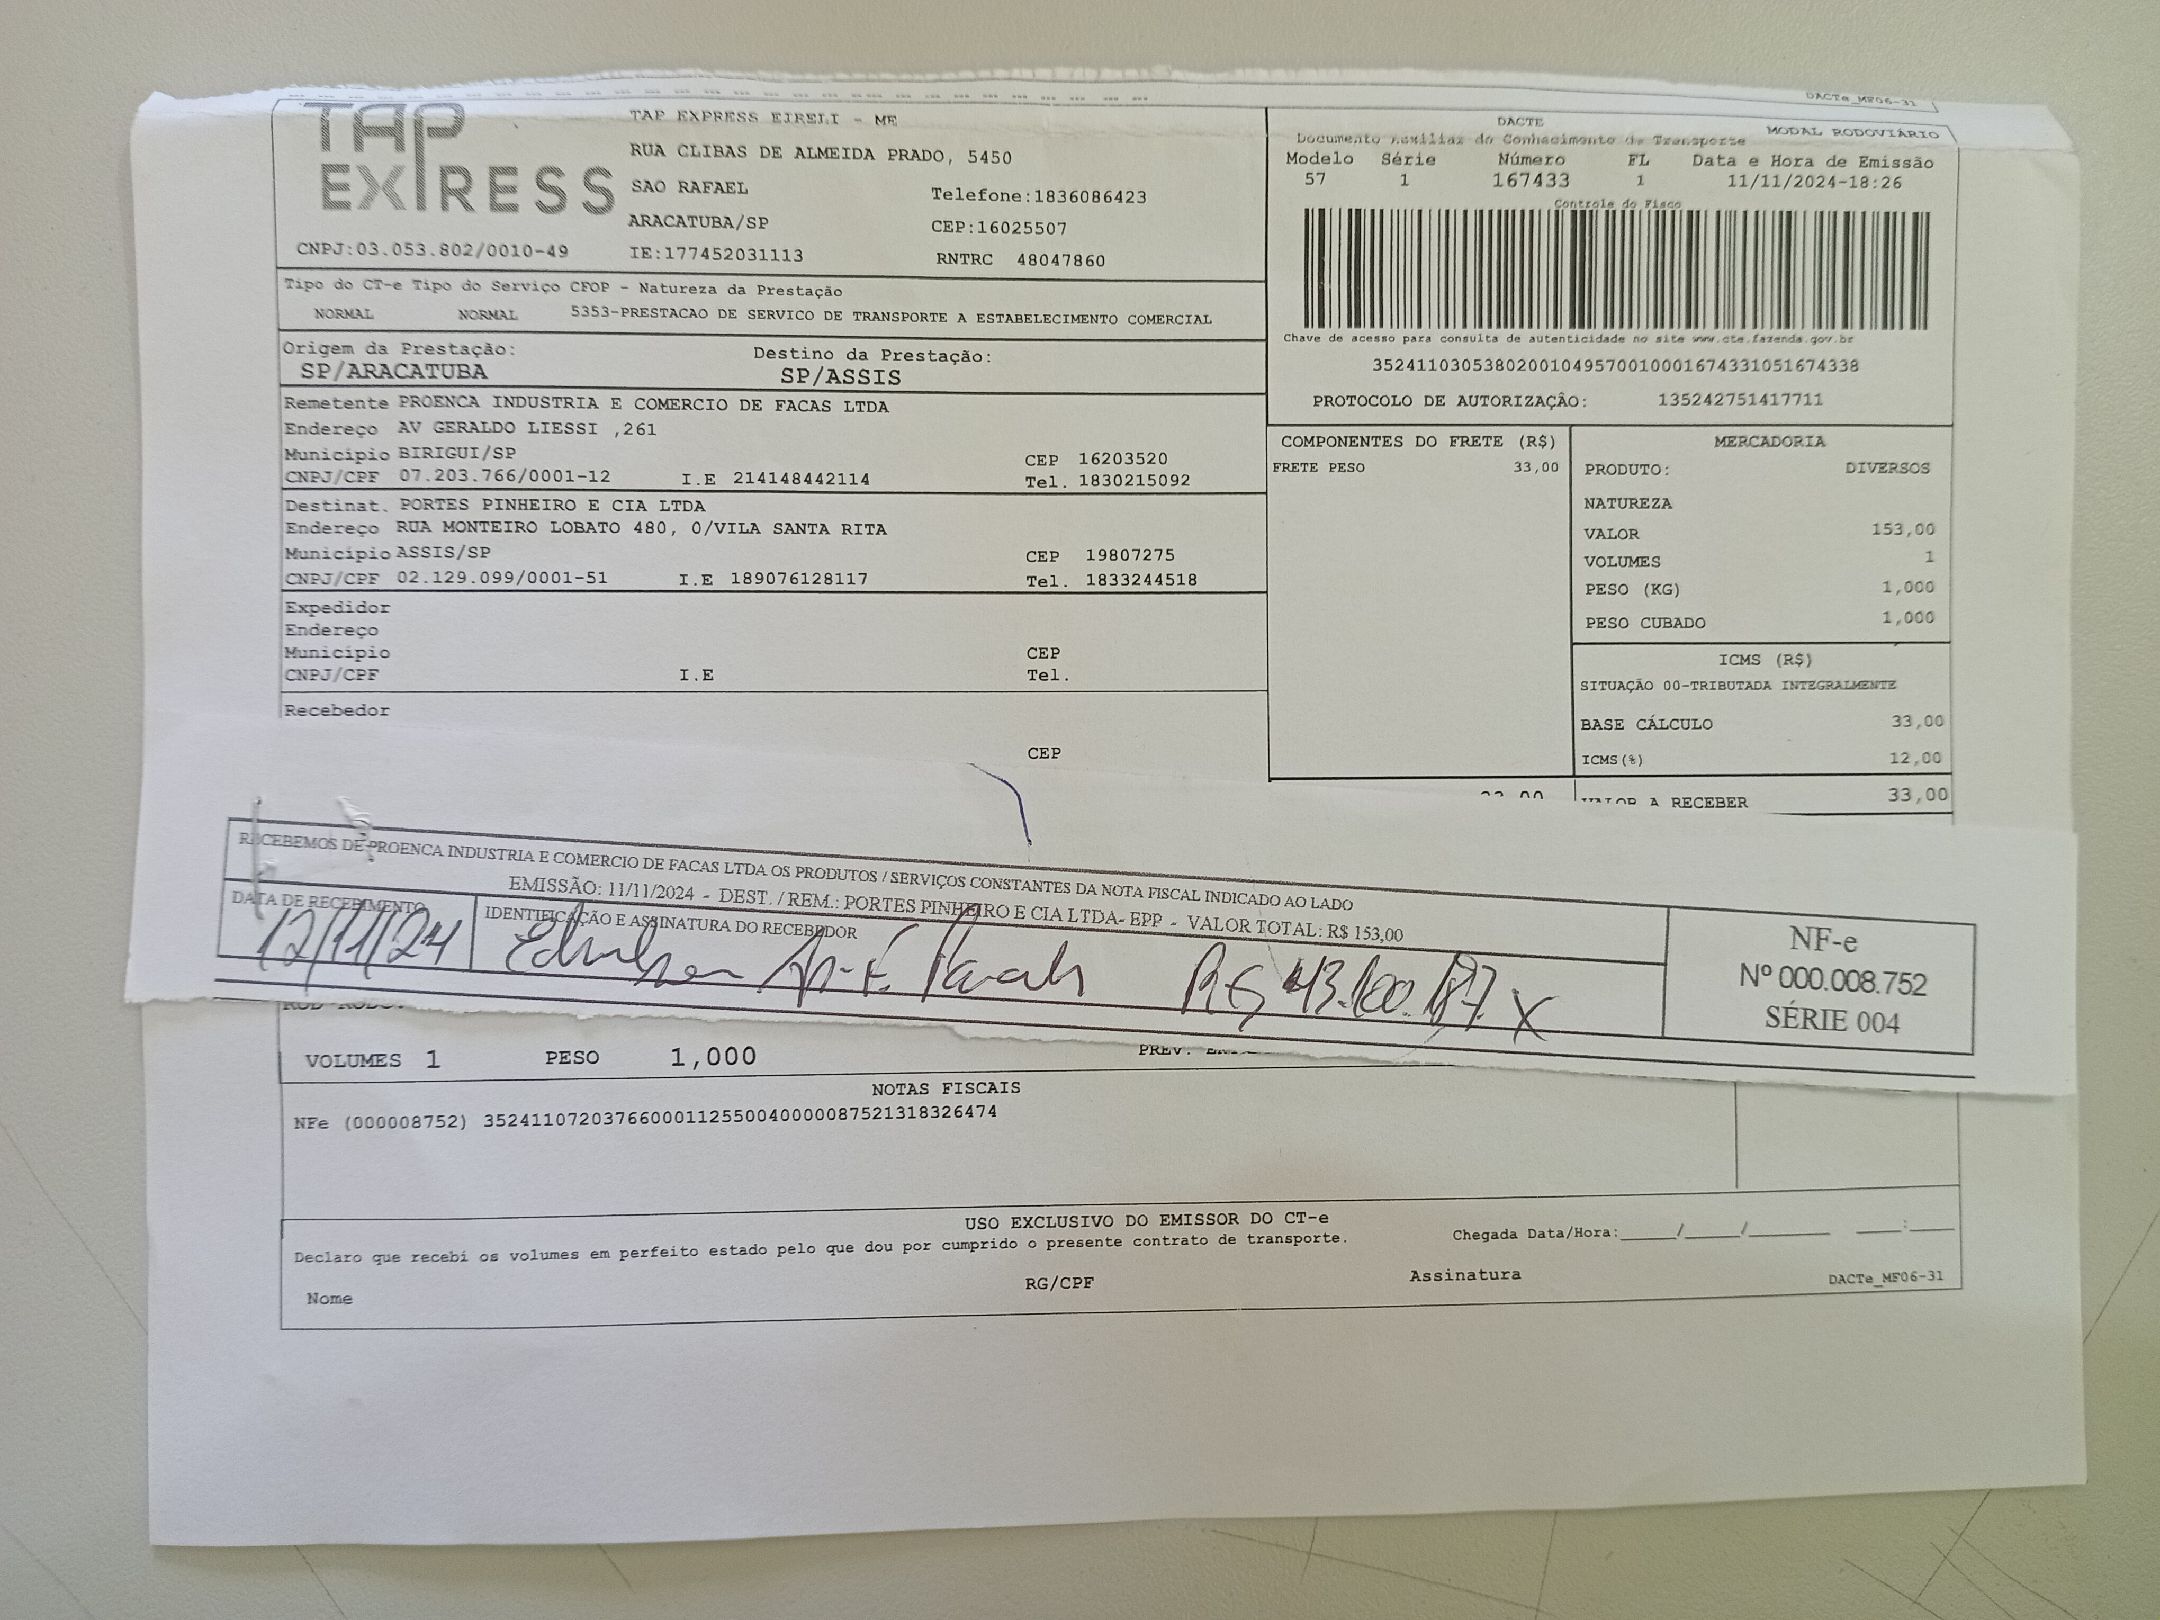 DACTe_MF06-31
TAP
EXPRESS
TAP EXPRESS EIRELI - ME
RUA CLIBAS DE ALMEIDA PRADO, 5450
SAO RAFAEL
Telefone:1836086423
ARACATUBA/SP
CEP:16025507
CNPJ:03.053.802/0010-49
IE:177452031113
RNTRC 48047860
DACTE
MODAL RODOVIÁRIO
Documento Auxiliar do Conhecimento de Transporte
Modelo Série Número FL Data e Hora de Emissão
57 1 167433 1 11/11/2024-18:26
Controle do Fisco
Chave de acesso para consulta de autenticidade no site www.cte.fazenda.gov.br
35241103053802001049570010001674331051674338
PROTOCOLO DE AUTORIZAÇÃO: 135242751417711
Tipo do CT-e Tipo do Serviço CFOP - Natureza da Prestação
NORMAL NORMAL 5353-PRESTACAO DE SERVICO DE TRANSPORTE A ESTABELECIMENTO COMERCIAL
Origem da Prestação: Destino da Prestação:
SP/ARACATUBA SP/ASSIS
Remetente PROENCA INDUSTRIA E COMERCIO DE FACAS LTDA
Endereço AV GERALDO LIESSI ,261
Município BIRIGUI/SP CEP 16203520
CNPJ/CPF 07.203.766/0001-12 I.E 214148442114 Tel. 1830215092
Destinat. PORTES PINHEIRO E CIA LTDA
Endereço RUA MONTEIRO LOBATO 480, 0/VILA SANTA RITA
Município ASSIS/SP CEP 19807275
CNPJ/CPF 02.129.099/0001-51 I.E 189076128117 Tel. 1833244518
Expedidor
Endereço
Município CEP
CNPJ/CPF I.E Tel.
Recebedor
CEP
COMPONENTES DO FRETE (R$)
FRETE PESO 33,00
MERCADORIA
PRODUTO: DIVERSOS
NATUREZA
VALOR 153,00
VOLUMES 1
PESO (KG) 1,000
PESO CUBADO 1,000
ICMS (R$)
SITUAÇÃO 00-TRIBUTADA INTEGRALMENTE
BASE CÁLCULO 33,00
ICMS(%) 12,00
VALOR A RECEBER 33,00
RECEBEMOS DE PROENCA INDUSTRIA E COMERCIO DE FACAS LTDA OS PRODUTOS / SERVIÇOS CONSTANTES DA NOTA FISCAL INDICADO AO LADO
EMISSÃO: 11/11/2024 - DEST. / REM.: PORTES PINHEIRO E CIA LTDA- EPP - VALOR TOTAL: R$ 153,00
DATA DE RECEBIMENTO
IDENTIFICAÇÃO E ASSINATURA DO RECEBEDOR
12/11/24 RG
NF-e
Nº 000.008.752
SÉRIE 004
VOLUMES 1 PESO 1,000 PREV.
NOTAS FISCAIS
NFe (000008752) 35241107203766000112550040000087521318326474
USO EXCLUSIVO DO EMISSOR DO CT-e
Declaro que recebi os volumes em perfeito estado pelo que dou por cumprido o presente contrato de transporte.
Chegada Data/Hora:_____/_____/_______ ____:____
Nome RG/CPF Assinatura
DACTe_MF06-31